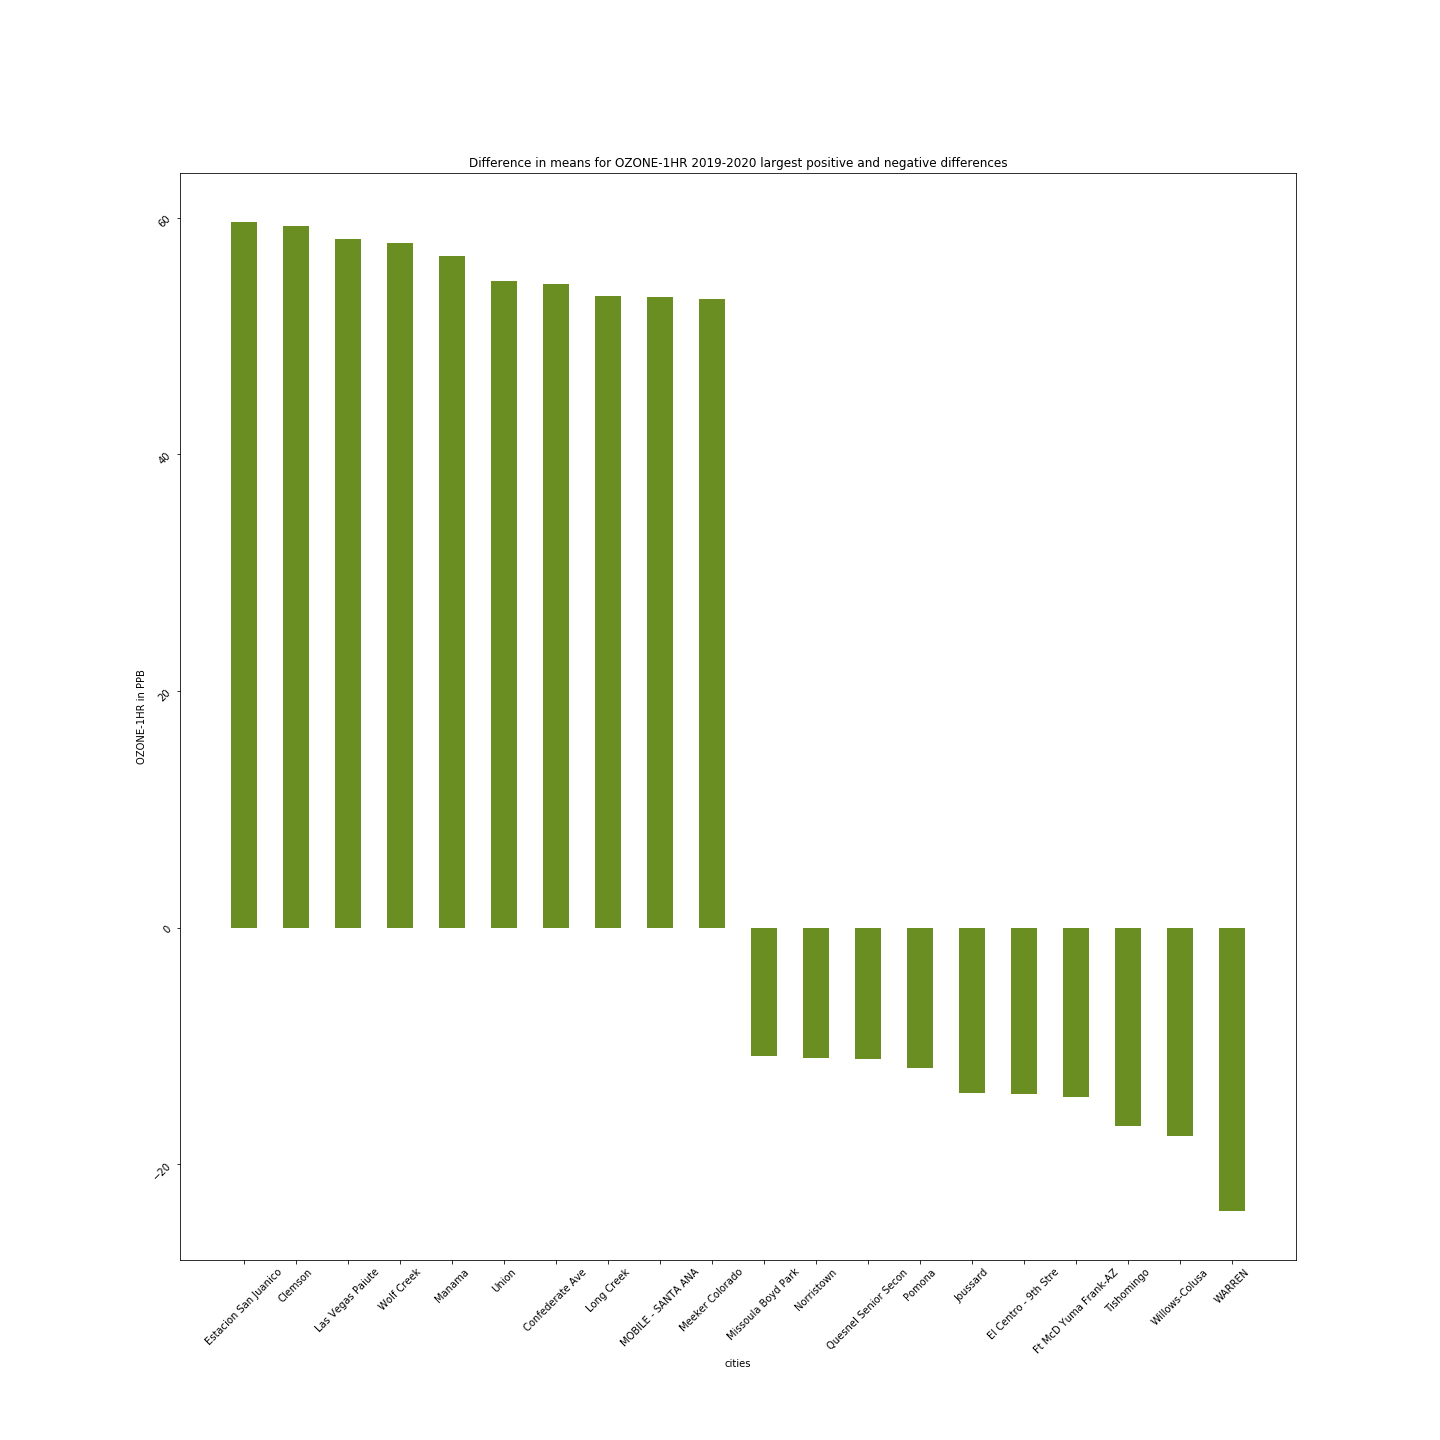 Difference in means for OZONE-1HR 2019-2020 largest positive and negative differences
60
40
20
0
−20
OZONE-1HR in PPB
Estacion San Juanico
Clemson
Las Vegas Paiute
Wolf Creek
Manama
Union
Confederate Ave
Long Creek
MOBILE - SANTA ANA
Meeker Colorado
Missoula Boyd Park
Norristown
Quesnel Senior Secon
Pomona
Joussard
El Centro - 9th Stre
Ft McD Yuma Frank-AZ
Tishomingo
Willows-Colusa
WARREN
cities